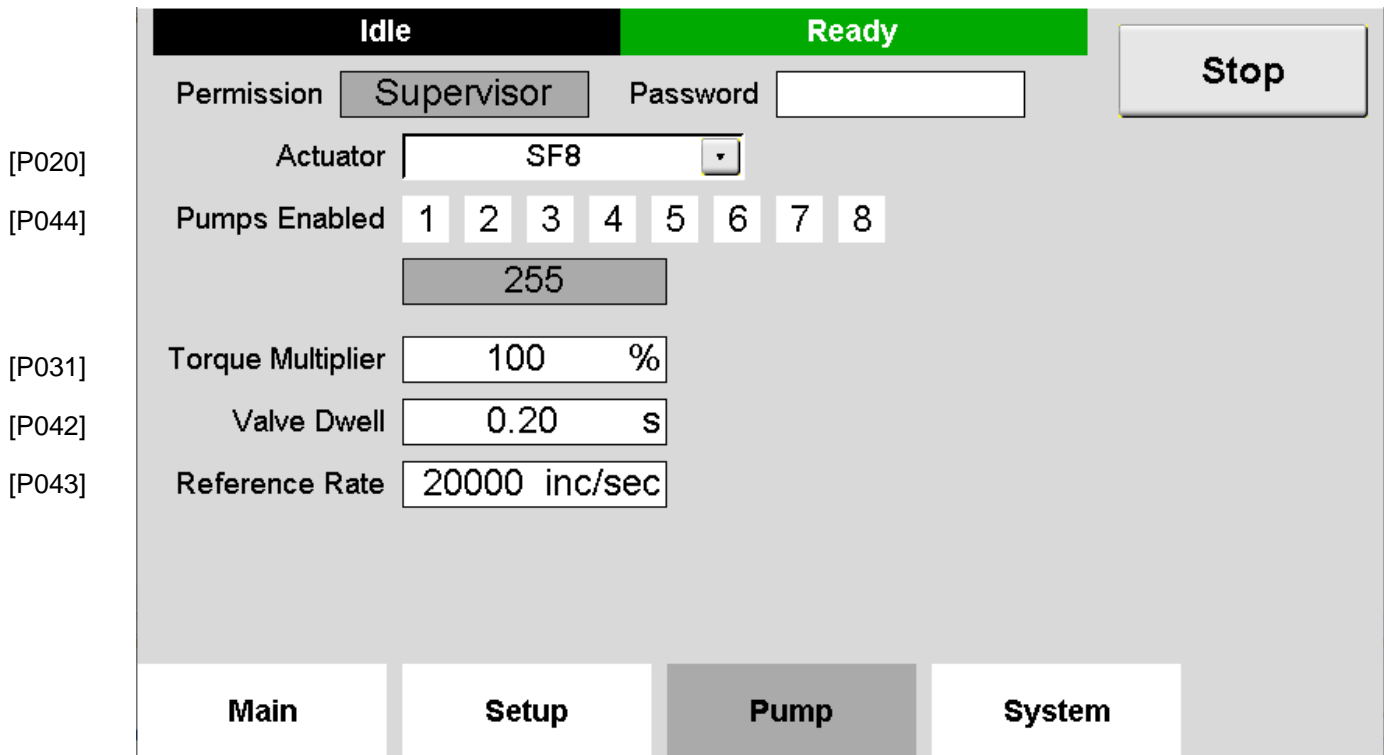 Idle Ready
Stop
Permission Supervisor Password
[P020] Actuator SF8
[P044] Pumps Enabled 1 2 3 4 5 6 7 8
255
[P031] Torque Multiplier 100 %
[P042] Valve Dwell 0.20 s
[P043] Reference Rate 20000 inc/sec
Main Setup Pump System